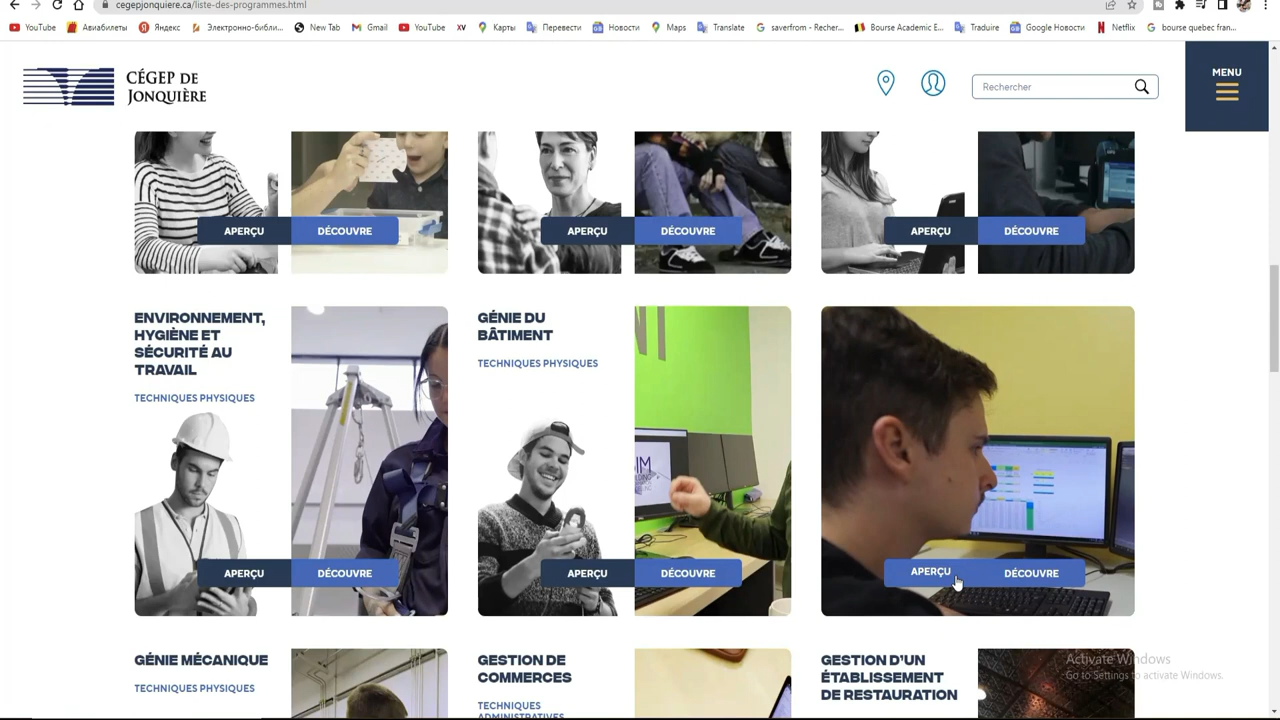 cegepjonquiere.ca/liste-des-programmes.html
YouTube Авиабилеты Яндекс Электронно-библи... New Tab Gmail YouTube XV Карты Перевести Новости Maps Translate saverfrom - Recher... Bourse Academic E... Traduire Google Новости Netflix bourse quebec fran...
CÉGEP DE
JONQUIÈRE
Rechercher
MENU
APERÇU DÉCOUVRE APERÇU DÉCOUVRE APERÇU DÉCOUVRE
ENVIRONNEMENT,
HYGIÈNE ET
SÉCURITÉ AU
TRAVAIL
TECHNIQUES PHYSIQUES
GÉNIE DU
BÂTIMENT
TECHNIQUES PHYSIQUES
APERÇU DÉCOUVRE APERÇU DÉCOUVRE APERÇU DÉCOUVRE
GÉNIE MÉCANIQUE
TECHNIQUES PHYSIQUES
GESTION DE
COMMERCES
TECHNIQUES
ADMINISTRATIVES
GESTION D'UN
ÉTABLISSEMENT
DE RESTAURATION
Activate Windows
Go to Settings to activate Windows.